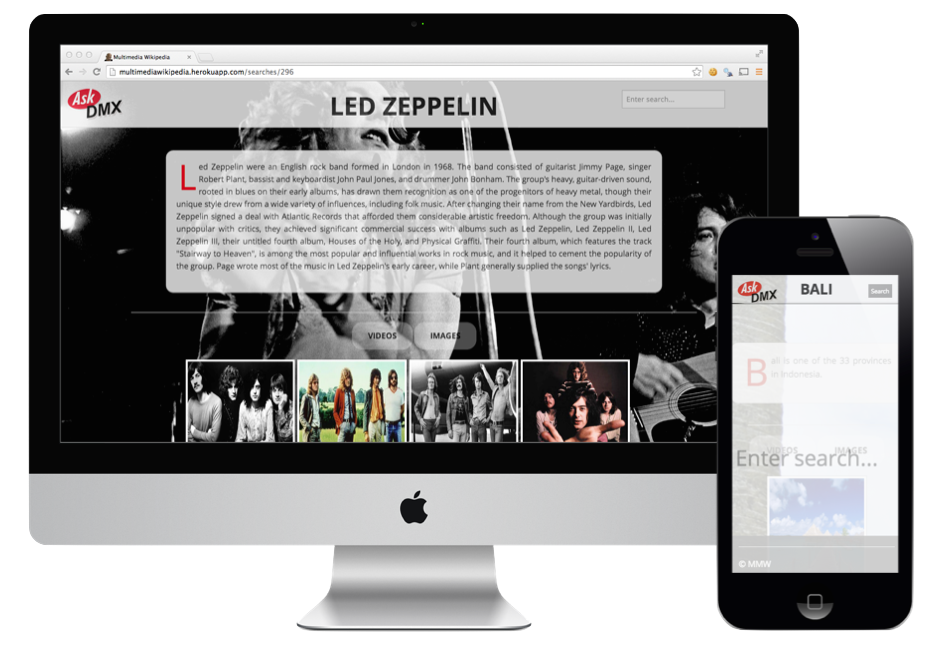 Multimedia Wikipedia
multimediawikipedia.herokuapp.com/searches/296
Ask
DMX
LED ZEPPELIN
Enter search...
Led Zeppelin were an English rock band formed in London in 1968. The band consisted of guitarist Jimmy Page, singer
Robert Plant, bassist and keyboardist John Paul Jones, and drummer John Bonham. The group's heavy, guitar-driven sound,
rooted in blues on their early albums, has drawn them recognition as one of the progenitors of heavy metal, though their
unique style drew from a wide variety of influences, including folk music. After changing their name from the New Yardbirds, Led
Zeppelin signed a deal with Atlantic Records that afforded them considerable artistic freedom. Although the group was initially
unpopular with critics, they achieved significant commercial success with albums such as Led Zeppelin, Led Zeppelin II, Led
Zeppelin III, their untitled fourth album, Houses of the Holy, and Physical Graffiti. Their fourth album, which features the track
"Stairway to Heaven", is among the most popular and influential works in rock music, and it helped to cement the popularity of
the group. Page wrote most of the music in Led Zeppelin's early career, while Plant generally supplied the songs' lyrics.
VIDEOS
IMAGES
Ask
DMX
BALI
Search
Bali is one of the 33 provinces
in Indonesia.
VIDEOS
IMAGES
Enter search...
© MMW